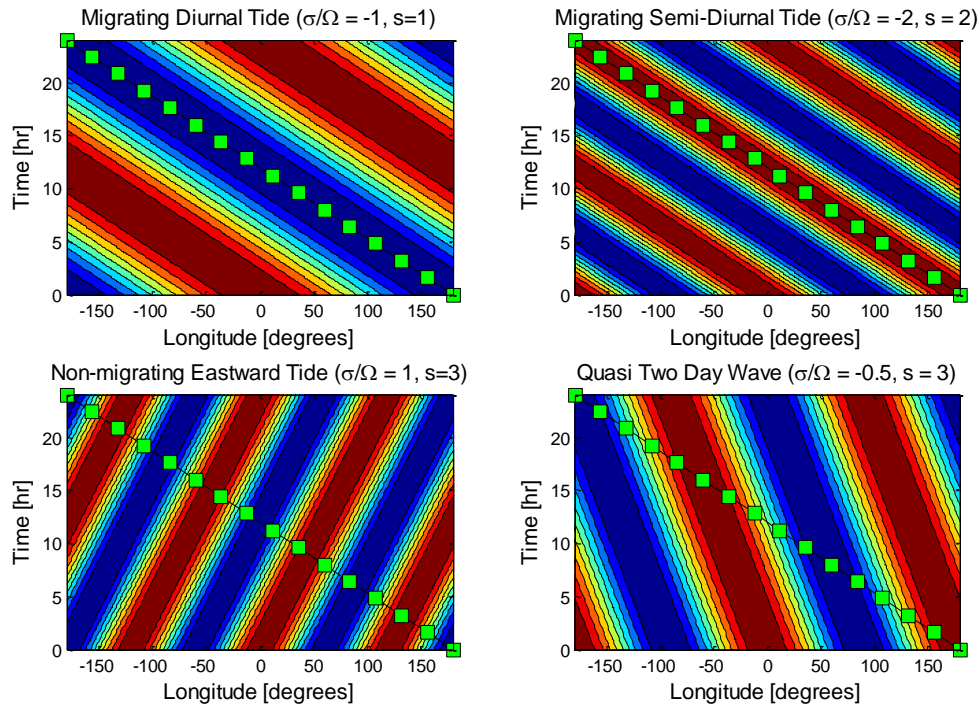 Migrating Diurnal Tide (σ/Ω = -1, s=1)
Time [hr]
20
15
10
5
0
-150 -100 -50 0 50 100 150
Longitude [degrees]
Migrating Semi-Diurnal Tide (σ/Ω = -2, s = 2)
Time [hr]
20
15
10
5
0
-150 -100 -50 0 50 100 150
Longitude [degrees]
Non-migrating Eastward Tide (σ/Ω = 1, s=3)
Time [hr]
20
15
10
5
0
-150 -100 -50 0 50 100 150
Longitude [degrees]
Quasi Two Day Wave (σ/Ω = -0.5, s = 3)
Time [hr]
20
15
10
5
0
-150 -100 -50 0 50 100 150
Longitude [degrees]